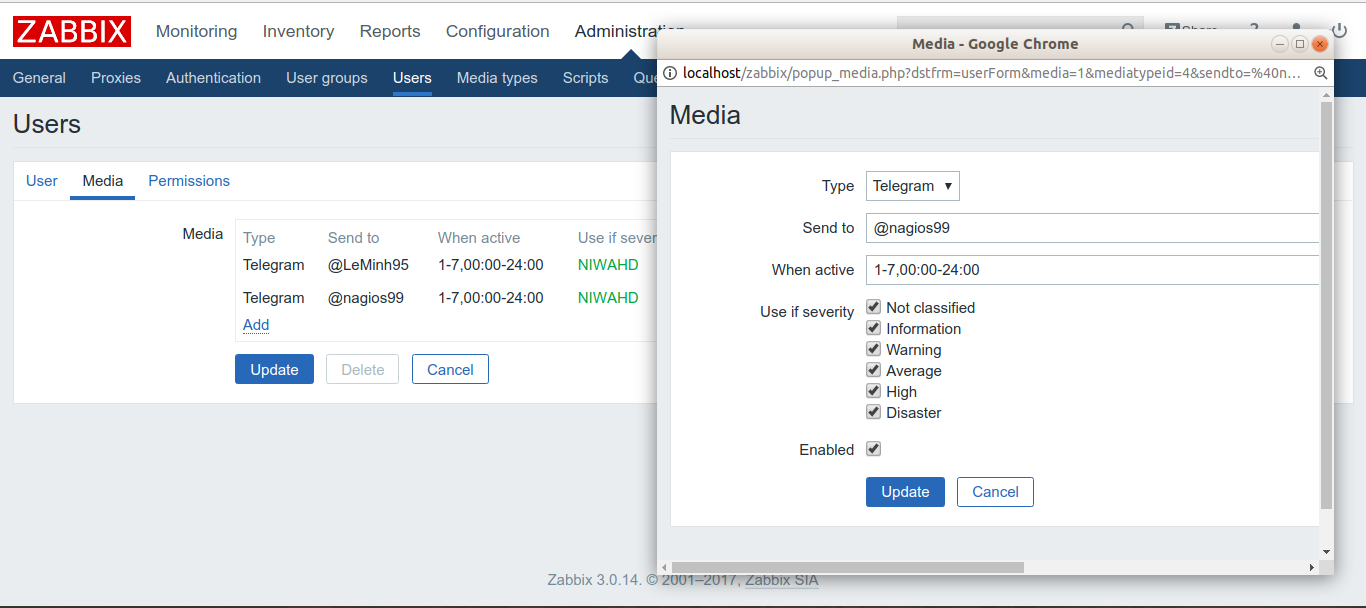 ZABBIX Monitoring Inventory Reports Configuration Administration Share ?
General Proxies Authentication User groups Users Media types Scripts Que
Users
User Media Permissions
Media
Type Send to When active Use if sever
Telegram @LeMinh95 1-7,00:00-24:00 NIWAHD
Telegram @nagios99 1-7,00:00-24:00 NIWAHD
Add
Update Delete Cancel
Media - Google Chrome
localhost/zabbix/popup_media.php?dstfrm=userForm&media=1&mediatypeid=4&sendto=%40n...
Media
Type Telegram
Send to @nagios99
When active 1-7,00:00-24:00
Use if severity Not classified
Information
Warning
Average
High
Disaster
Enabled
Update Cancel
Zabbix 3.0.14. © 2001–2017, Zabbix SIA